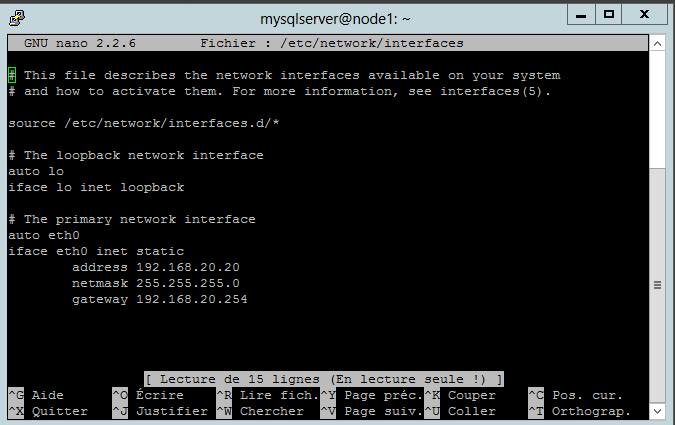 mysqlserver@node1: ~
GNU nano 2.2.6 Fichier : /etc/network/interfaces
# This file describes the network interfaces available on your system
# and how to activate them. For more information, see interfaces(5).
source /etc/network/interfaces.d/*
# The loopback network interface
auto lo
iface lo inet loopback
# The primary network interface
auto eth0
iface eth0 inet static
address 192.168.20.20
netmask 255.255.255.0
gateway 192.168.20.254
[ Lecture de 15 lignes (En lecture seule !) ]
^G Aide ^O Écrire ^R Lire fich. ^Y Page préc. ^K Couper ^C Pos. cur.
^X Quitter ^J Justifier ^W Chercher ^V Page suiv. ^U Coller ^T Orthograp.